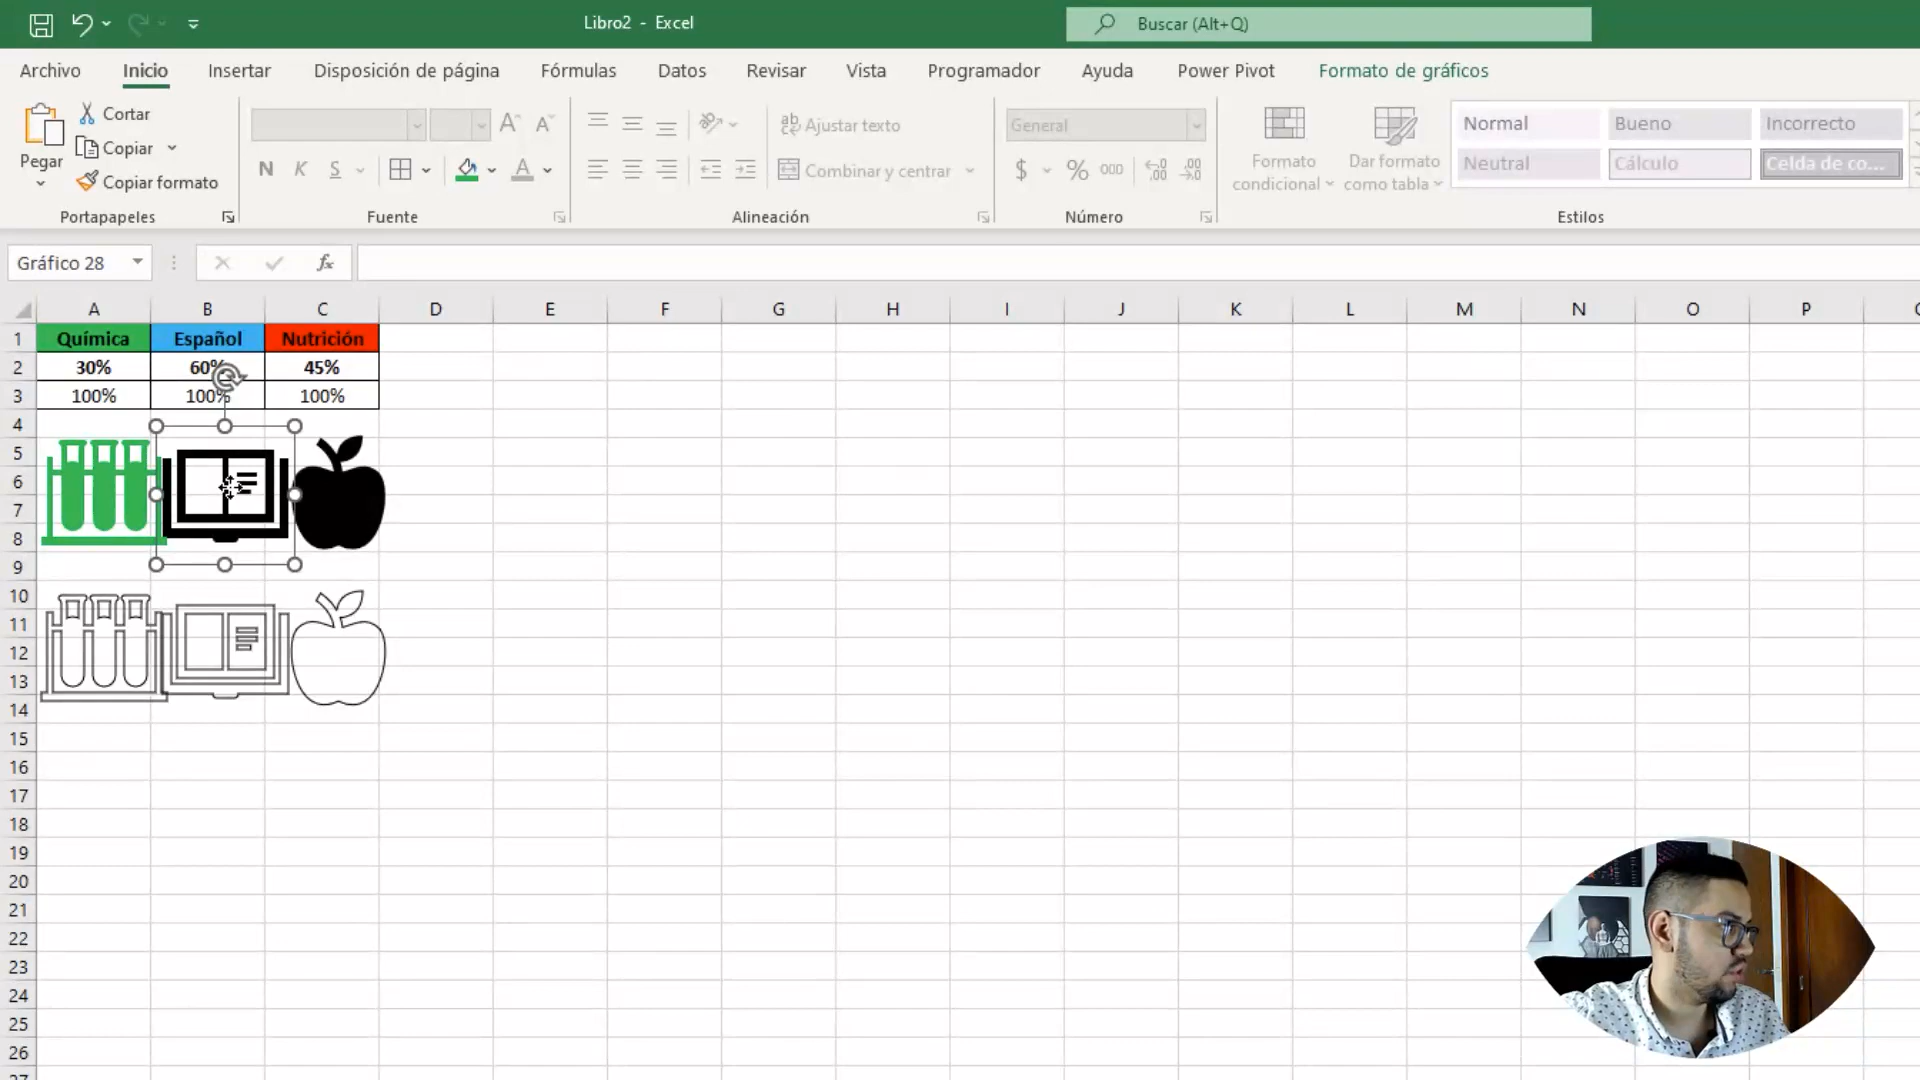 Libro2 - Excel
Buscar (Alt+Q)
Archivo Inicio Insertar Disposición de página Fórmulas Datos Revisar Vista Programador Ayuda Power Pivot Formato de gráficos
Pegar
Cortar
Copiar
Copiar formato
Portapapeles
N K S
A
Fuente
Ajustar texto
Combinar y centrar
Alineación
General
$ % 000
Número
Formato condicional
Dar formato como tabla
Normal Bueno Incorrecto
Neutral Cálculo Celda de co...
Estilos
Gráfico 28
fx
A B C D E F G H I J K L M N O P
1 Química Español Nutrición
2 30% 60% 45%
3 100% 100% 100%
4
5
6
7
8
9
10
11
12
13
14
15
16
17
18
19
20
21
22
23
24
25
26